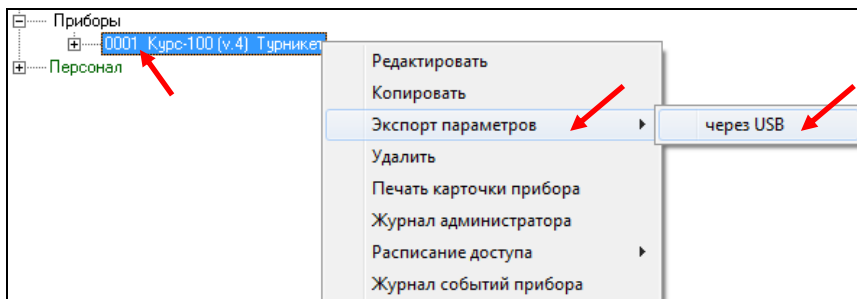 Приборы
0001 Курс-100 (v.4) Турникет
Персонал
Редактировать
Копировать
Экспорт параметров
через USB
Удалить
Печать карточки прибора
Журнал администратора
Расписание доступа
Журнал событий прибора